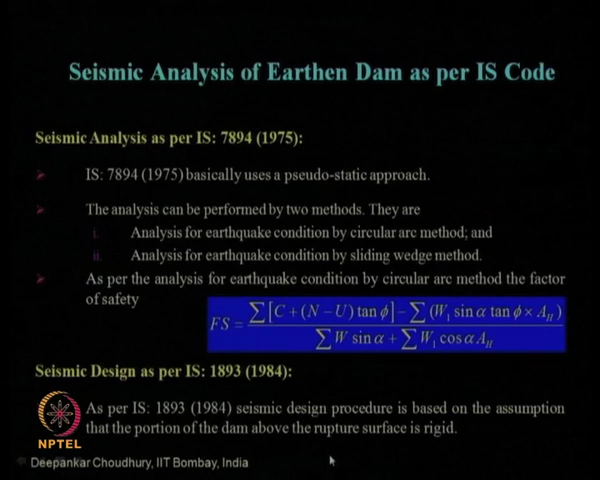 Seismic Analysis of Earthen Dam as per IS Code
Seismic Analysis as per IS: 7894 (1975):
➤ IS: 7894 (1975) basically uses a pseudo-static approach.
➤ The analysis can be performed by two methods. They are
i. Analysis for earthquake condition by circular arc method; and
ii. Analysis for earthquake condition by sliding wedge method.
➤ As per the analysis for earthquake condition by circular arc method the factor
of safety
FS = (∑[C + (N − U) tan ϕ] − ∑(W₁ sin α tan ϕ × A_H)) / (∑W sin α + ∑W₁ cos α A_H)
Seismic Design as per IS: 1893 (1984):
As per IS: 1893 (1984) seismic design procedure is based on the assumption
that the portion of the dam above the rupture surface is rigid.
NPTEL
Deepankar Choudhury, IIT Bombay, India